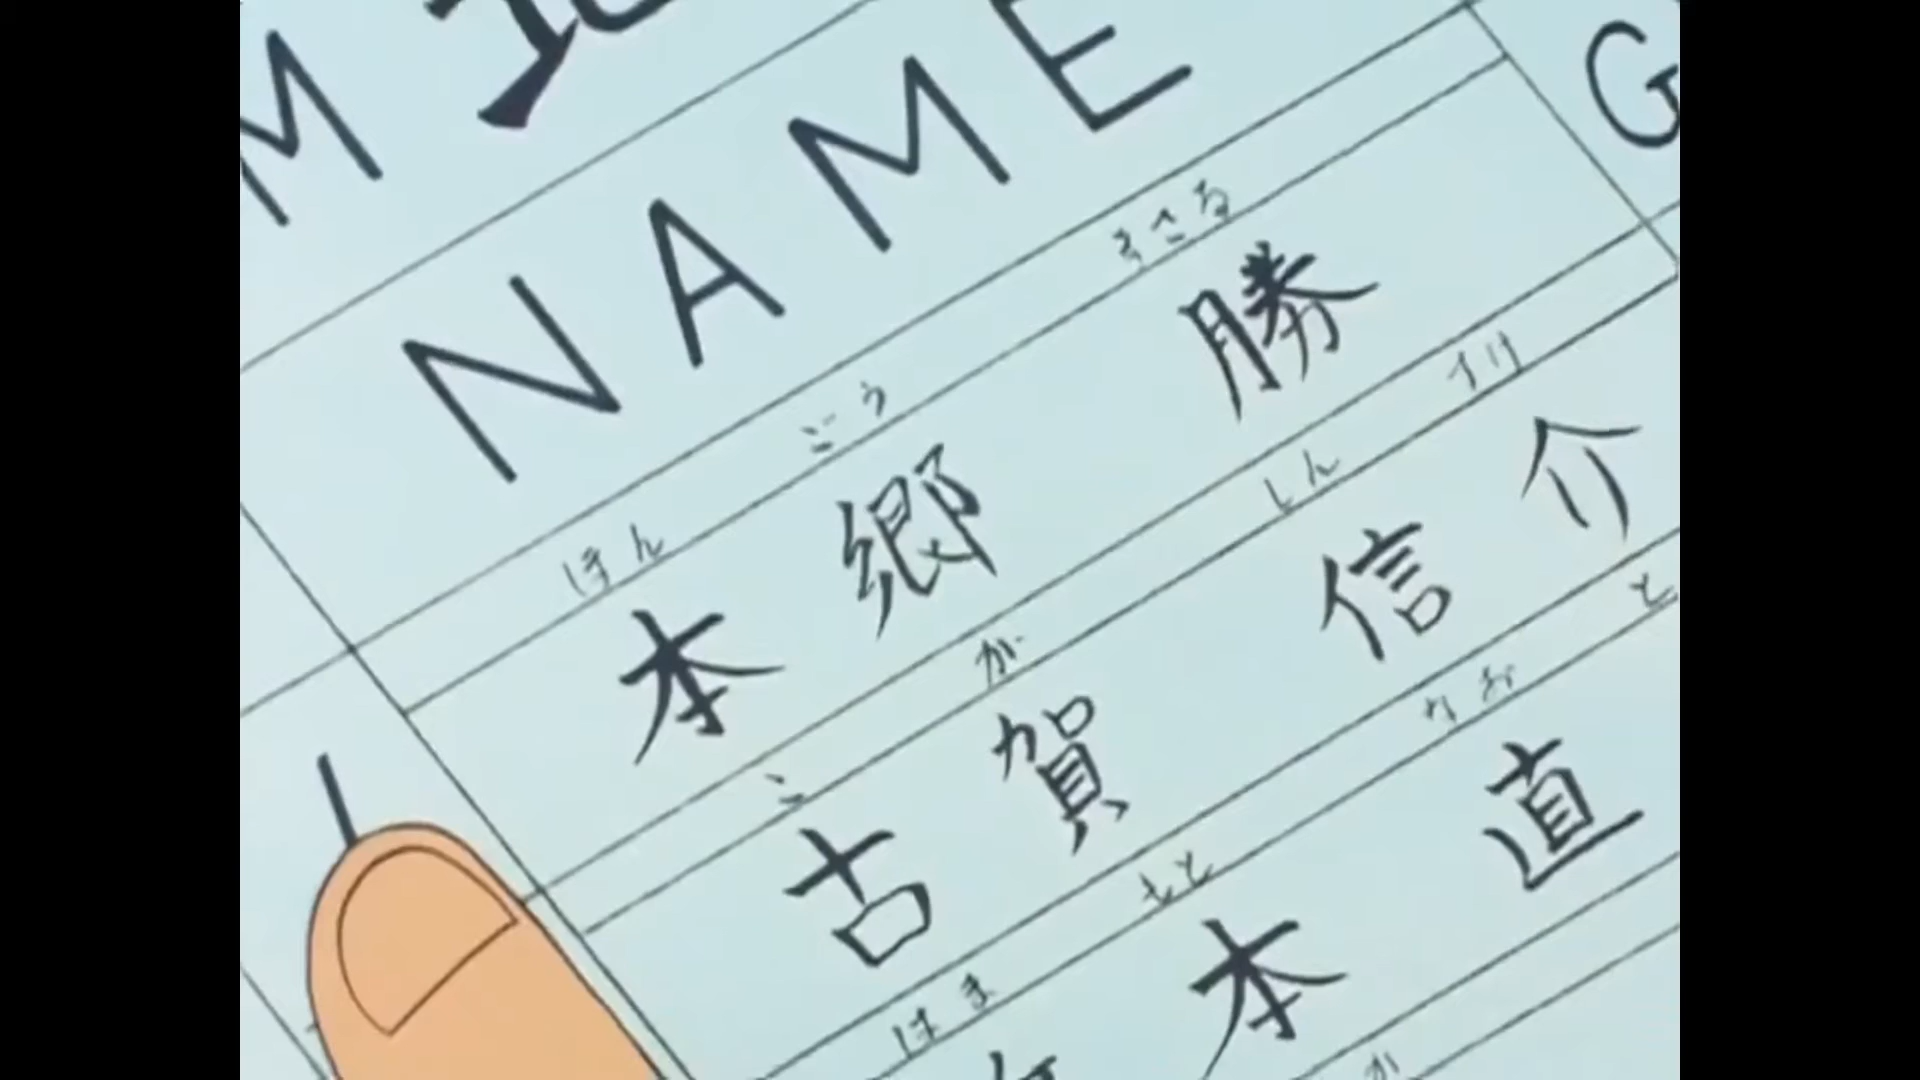 M
NAME
G
ほん ごう まさる
本郷 勝
こ が しん すけ
古賀 信介
はま もと なお と
本 直
か